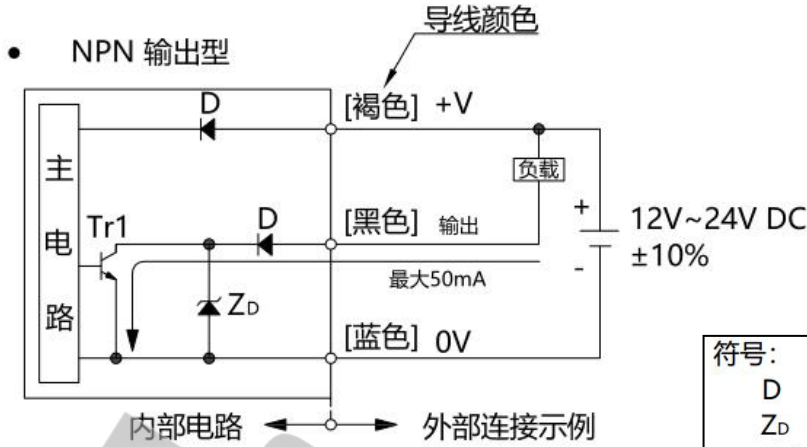 导线颜色
• NPN 输出型
D [褐色] +V
主电路
负载
Tr1 D [黑色] 输出
+ 12V~24V DC
- ±10%
最大50mA
ZD
[蓝色] 0V
符号：
D
ZD
内部电路 外部连接示例